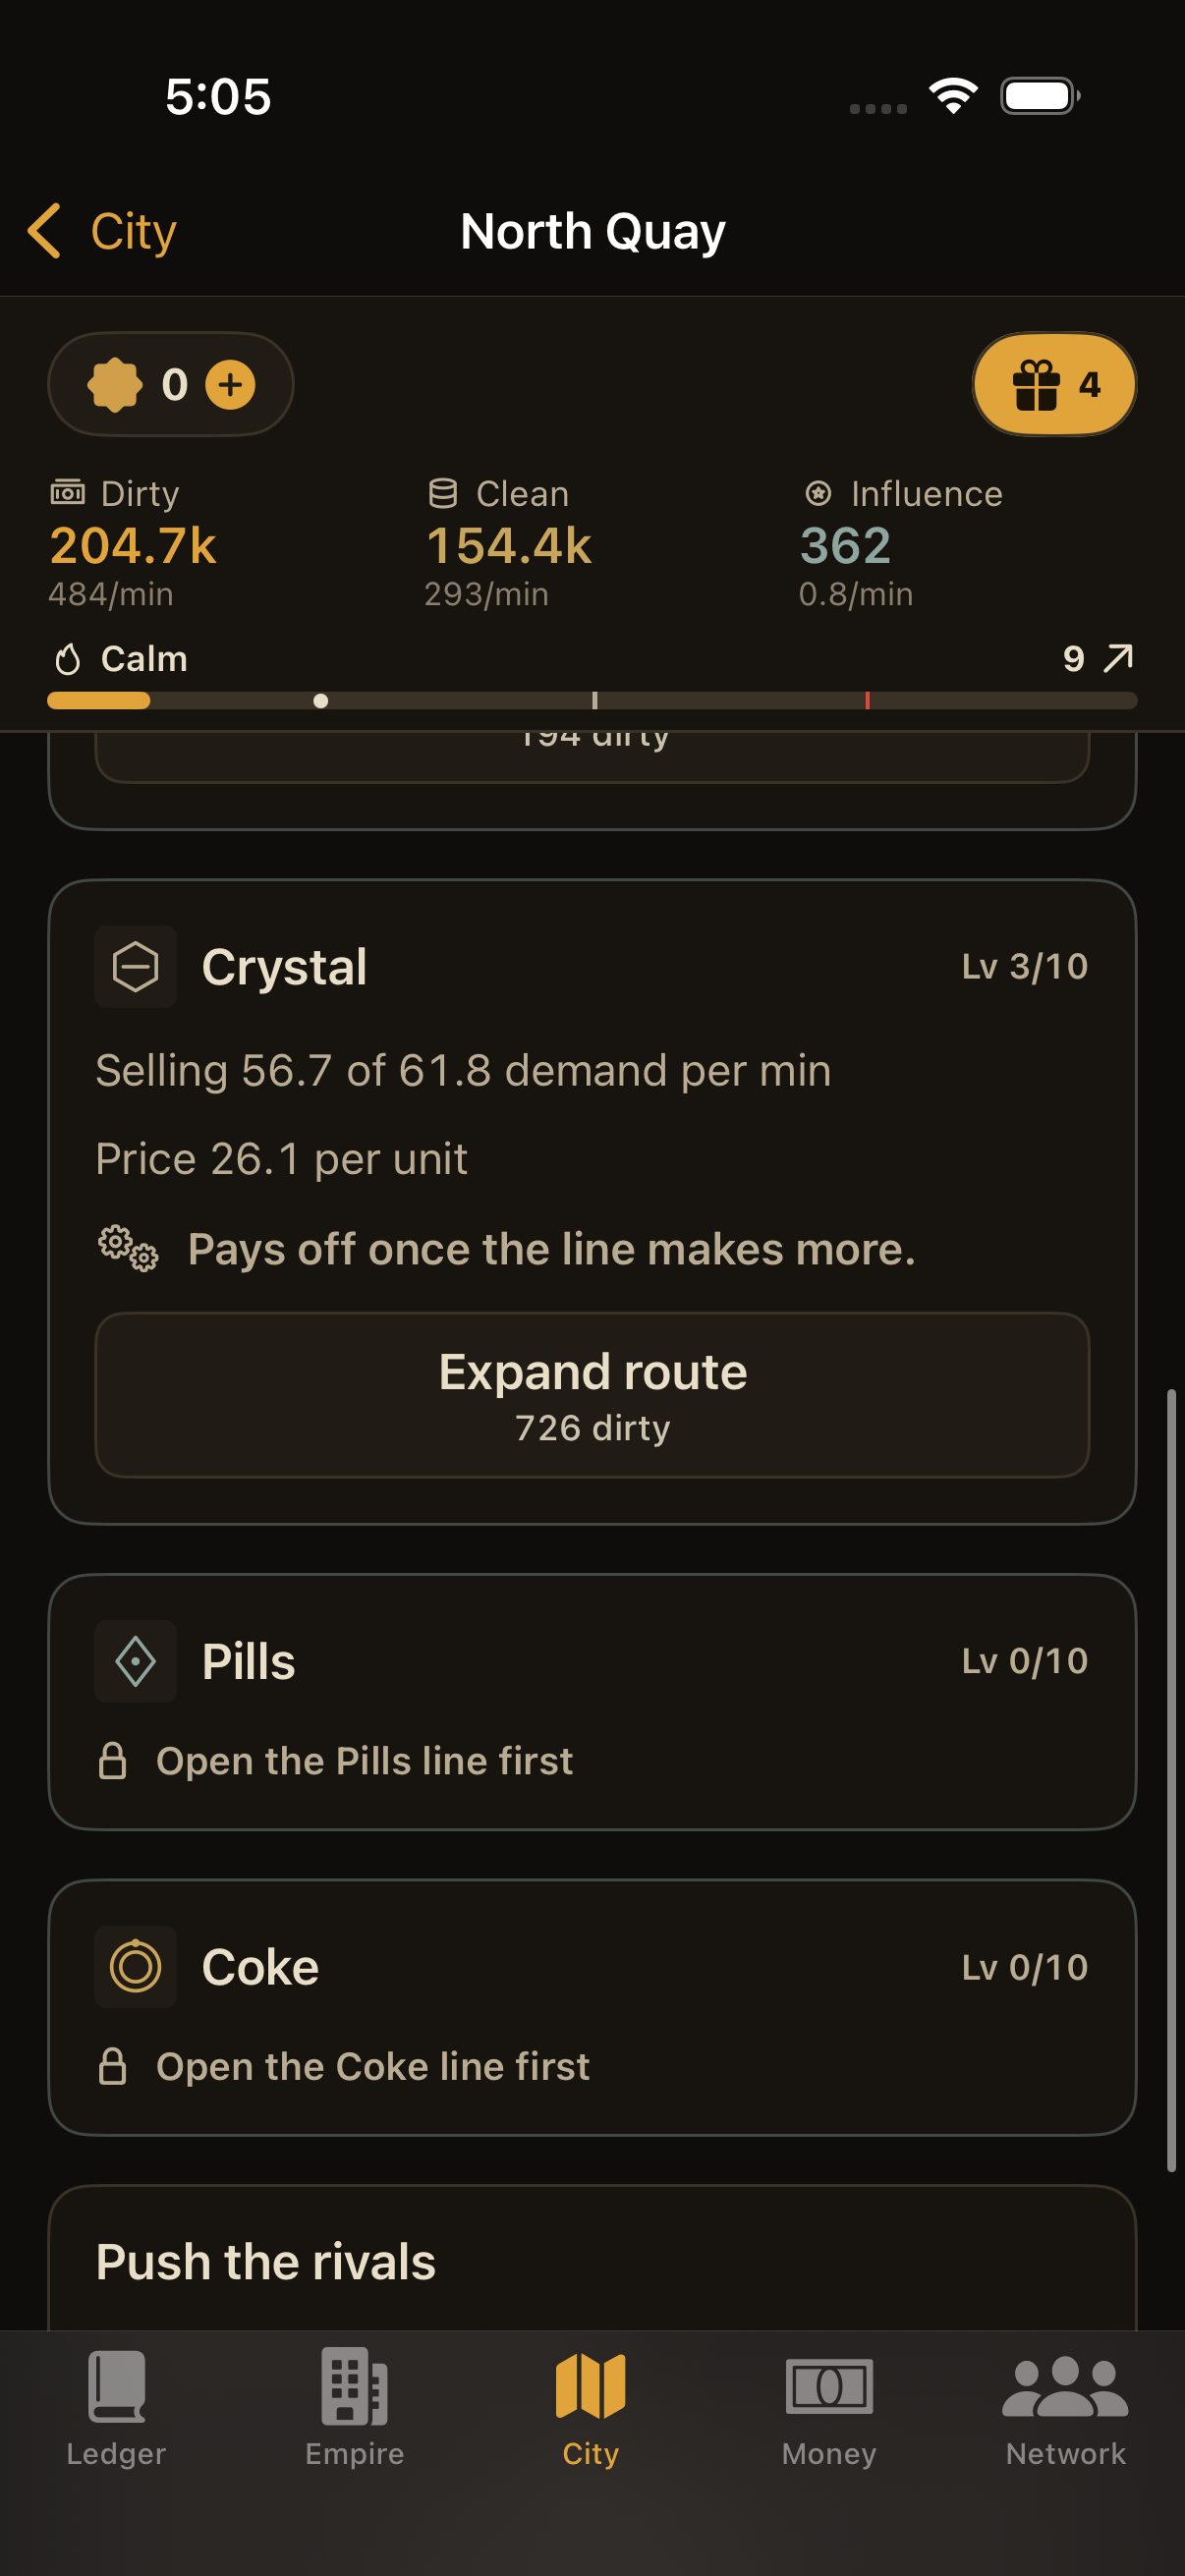 5:05
City
North Quay
0
4
Dirty
Clean
Influence
204.7k
154.4k
362
484/min
293/min
0.8/min
Calm
9
194 dirty
Crystal
Lv 3/10
Selling 56.7 of 61.8 demand per min
Price 26.1 per unit
Pays off once the line makes more.
Expand route
726 dirty
Pills
Lv 0/10
Open the Pills line first
Coke
Lv 0/10
Open the Coke line first
Push the rivals
Ledger
Empire
City
Money
Network